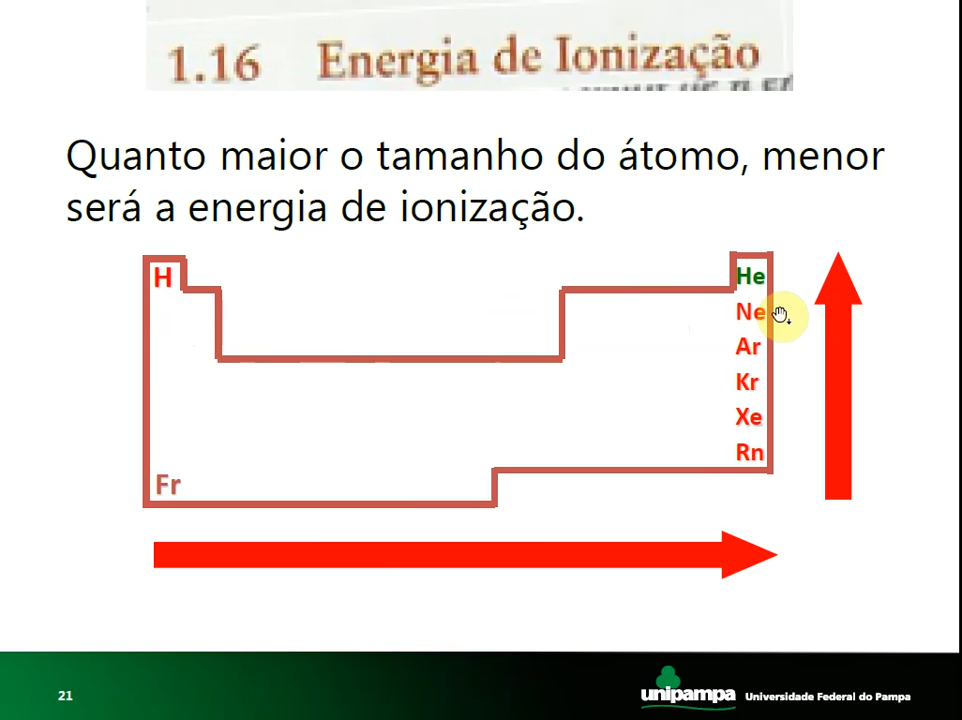 1.16 Energia de Ionização
Quanto maior o tamanho do átomo, menor
será a energia de ionização.
H
He
Ne
Ar
Kr
Xe
Rn
Fr
21
unipampa Universidade Federal do Pampa